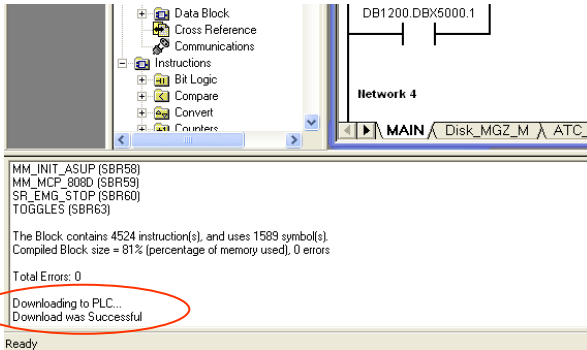 Data Block
Cross Reference
Communications
Instructions
Bit Logic
Compare
Convert
Counters
DB1200.DBX5000.1
Network 4
MAIN Disk_MGZ_M ATC_
MM_INIT_ASUP (SBR58)
MM_MCP_808D (SBR59)
SR_EMG_STOP (SBR60)
TOGGLES (SBR63)
The Block contains 4524 instruction(s), and uses 1589 symbol(s).
Compiled Block size = 81% (percentage of memory used), 0 errors
Total Errors: 0
Downloading to PLC...
Download was Successful
Ready